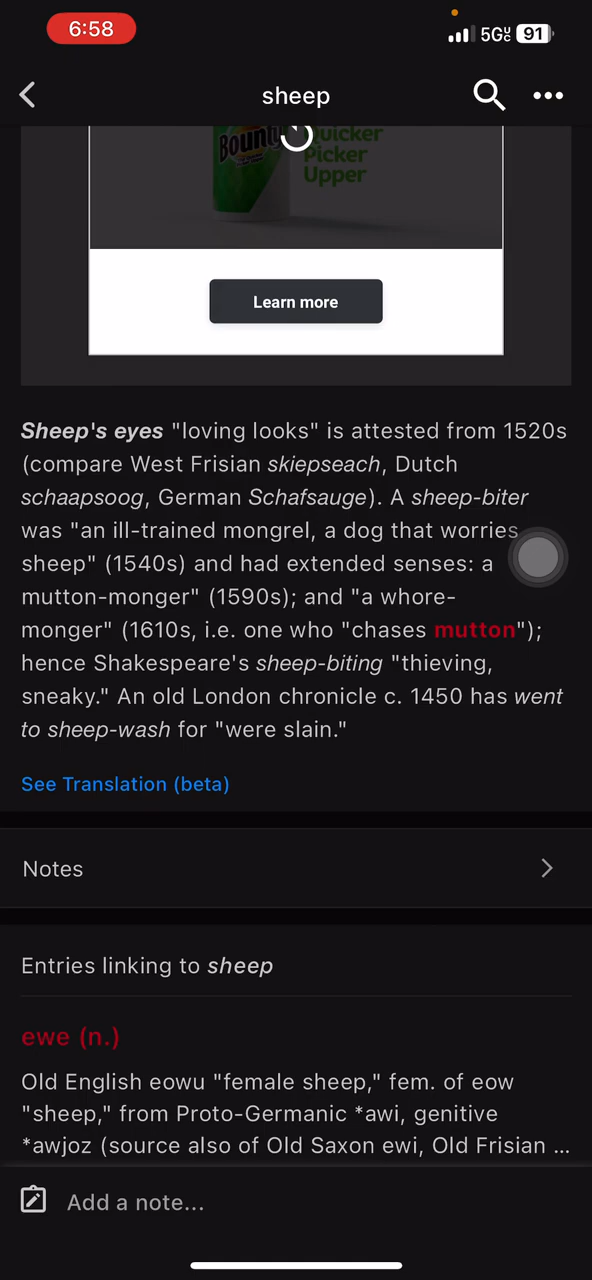 6:58
5G 91
sheep
Bounty Quicker
Picker
Upper
Learn more
Sheep's eyes "loving looks" is attested from 1520s
(compare West Frisian skiepseach, Dutch
schaapsoog, German Schafsauge). A sheep-biter
was "an ill-trained mongrel, a dog that worries
sheep" (1540s) and had extended senses: a
mutton-monger" (1590s); and "a whore-
monger" (1610s, i.e. one who "chases mutton");
hence Shakespeare's sheep-biting "thieving,
sneaky." An old London chronicle c. 1450 has went
to sheep-wash for "were slain."
See Translation (beta)
Notes
Entries linking to sheep
ewe (n.)
Old English eowu "female sheep," fem. of eow
"sheep," from Proto-Germanic *awi, genitive
*awjoz (source also of Old Saxon ewi, Old Frisian ...
Add a note...